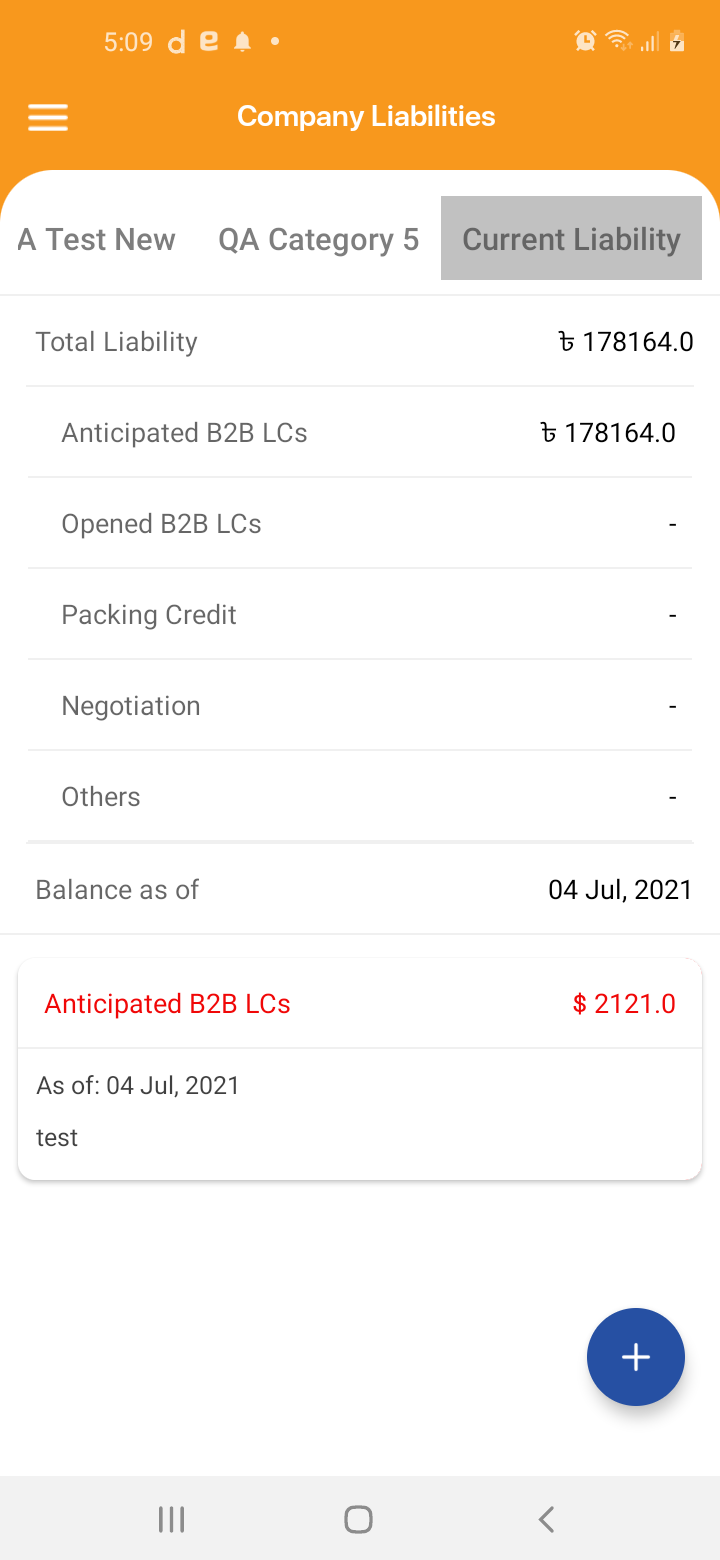 5:09
Company Liabilities
A Test New QA Category 5 Current Liability
Total Liability ৳ 178164.0
Anticipated B2B LCs ৳ 178164.0
Opened B2B LCs -
Packing Credit -
Negotiation -
Others -
Balance as of 04 Jul, 2021
Anticipated B2B LCs $ 2121.0
As of: 04 Jul, 2021
test